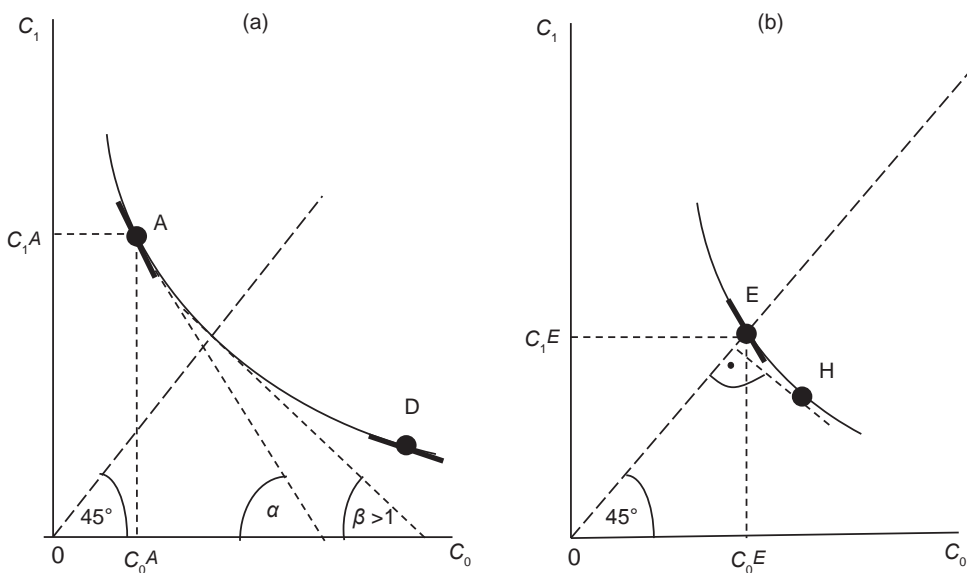 (a)
C₁
A
C₁A
D
45°
α
β >1
0
C₀A
C₀
(b)
C₁
E
C₁E
H
45°
0
C₀E
C₀